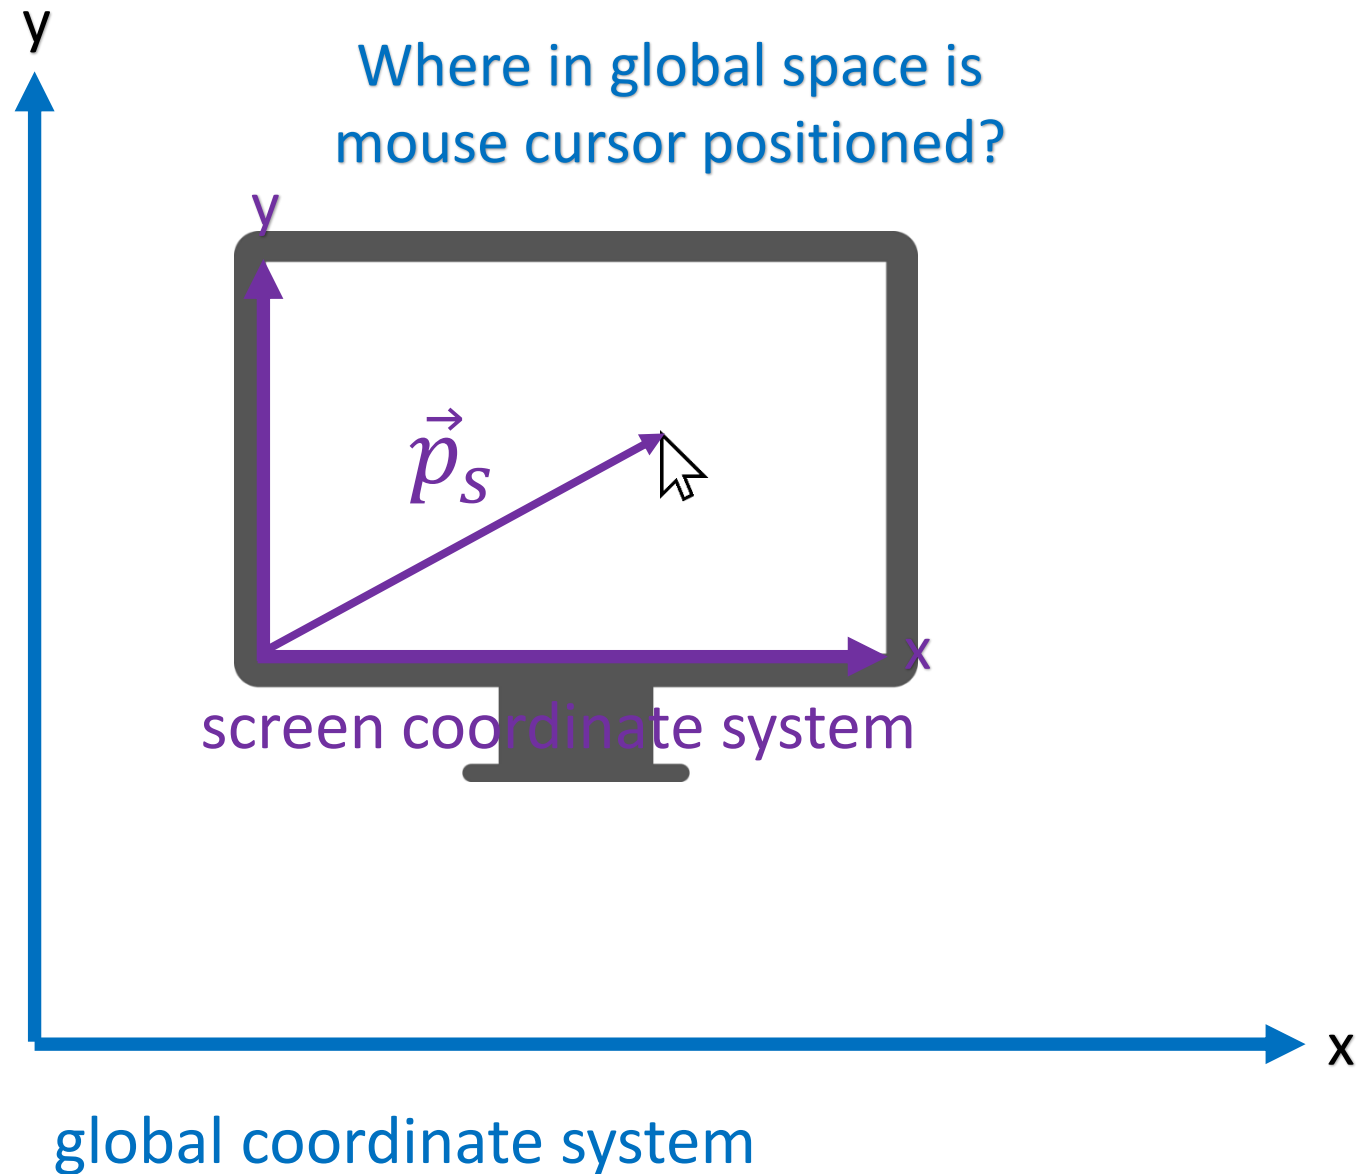 y
Where in global space is
mouse cursor positioned?
y
p⃗ₛ
x
screen coordinate system
x
global coordinate system